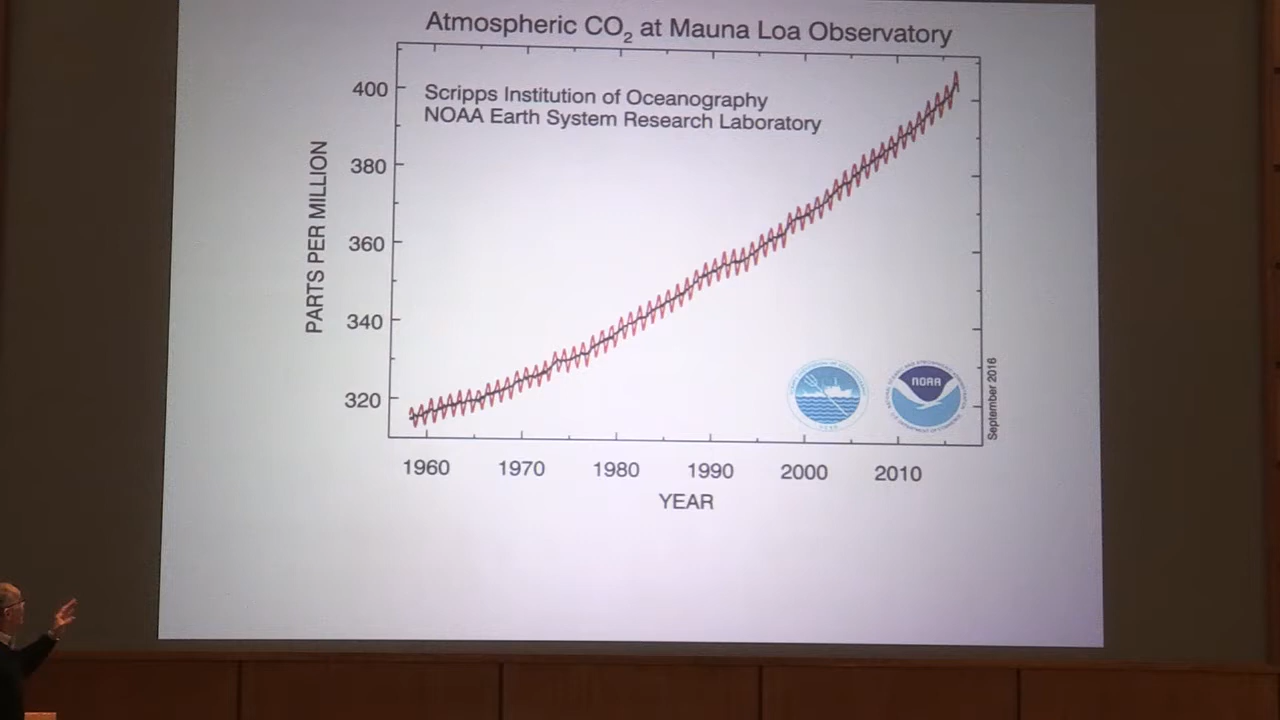 Atmospheric CO₂ at Mauna Loa Observatory
Scripps Institution of Oceanography
NOAA Earth System Research Laboratory
PARTS PER MILLION
400
380
360
340
320
NOAA
September 2016
1960 1970 1980 1990 2000 2010
YEAR